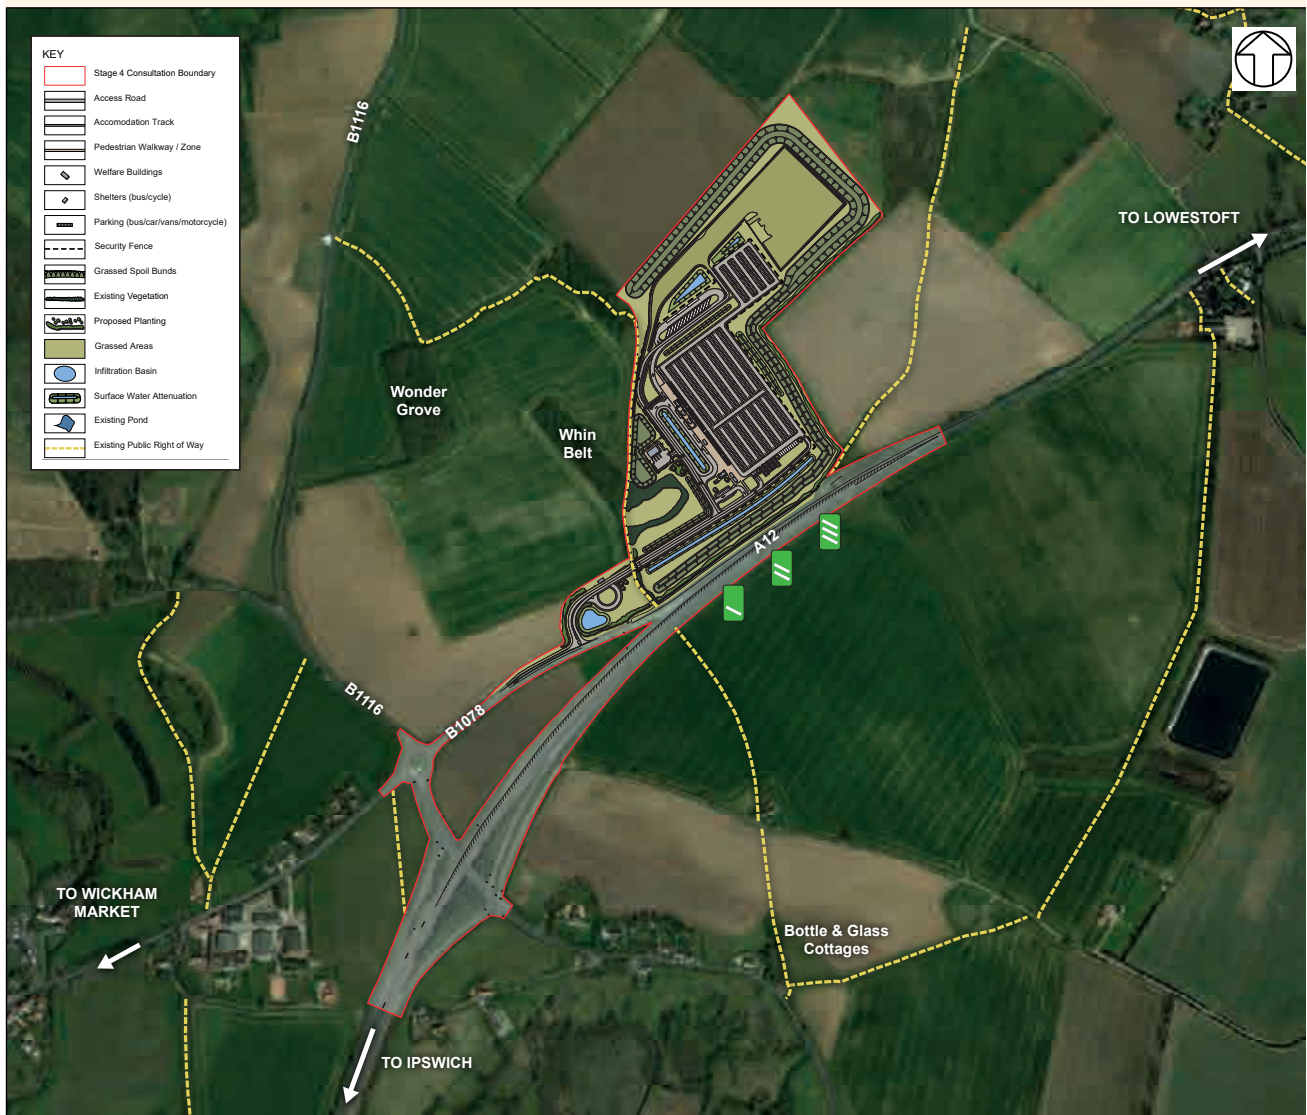 KEY
Stage 4 Consultation Boundary
Access Road
Accomodation Track
Pedestrian Walkway / Zone
Welfare Buildings
Shelters (bus/cycle)
Parking (bus/car/vans/motorcycle)
Security Fence
Grassed Spoil Bunds
Existing Vegetation
Proposed Planting
Grassed Areas
Infiltration Basin
Surface Water Attenuation
Existing Pond
Existing Public Right of Way
B1116
TO LOWESTOFT
Wonder
Grove
Whin
Belt
A12
B1116
B1078
TO WICKHAM
MARKET
Bottle & Glass
Cottages
TO IPSWICH